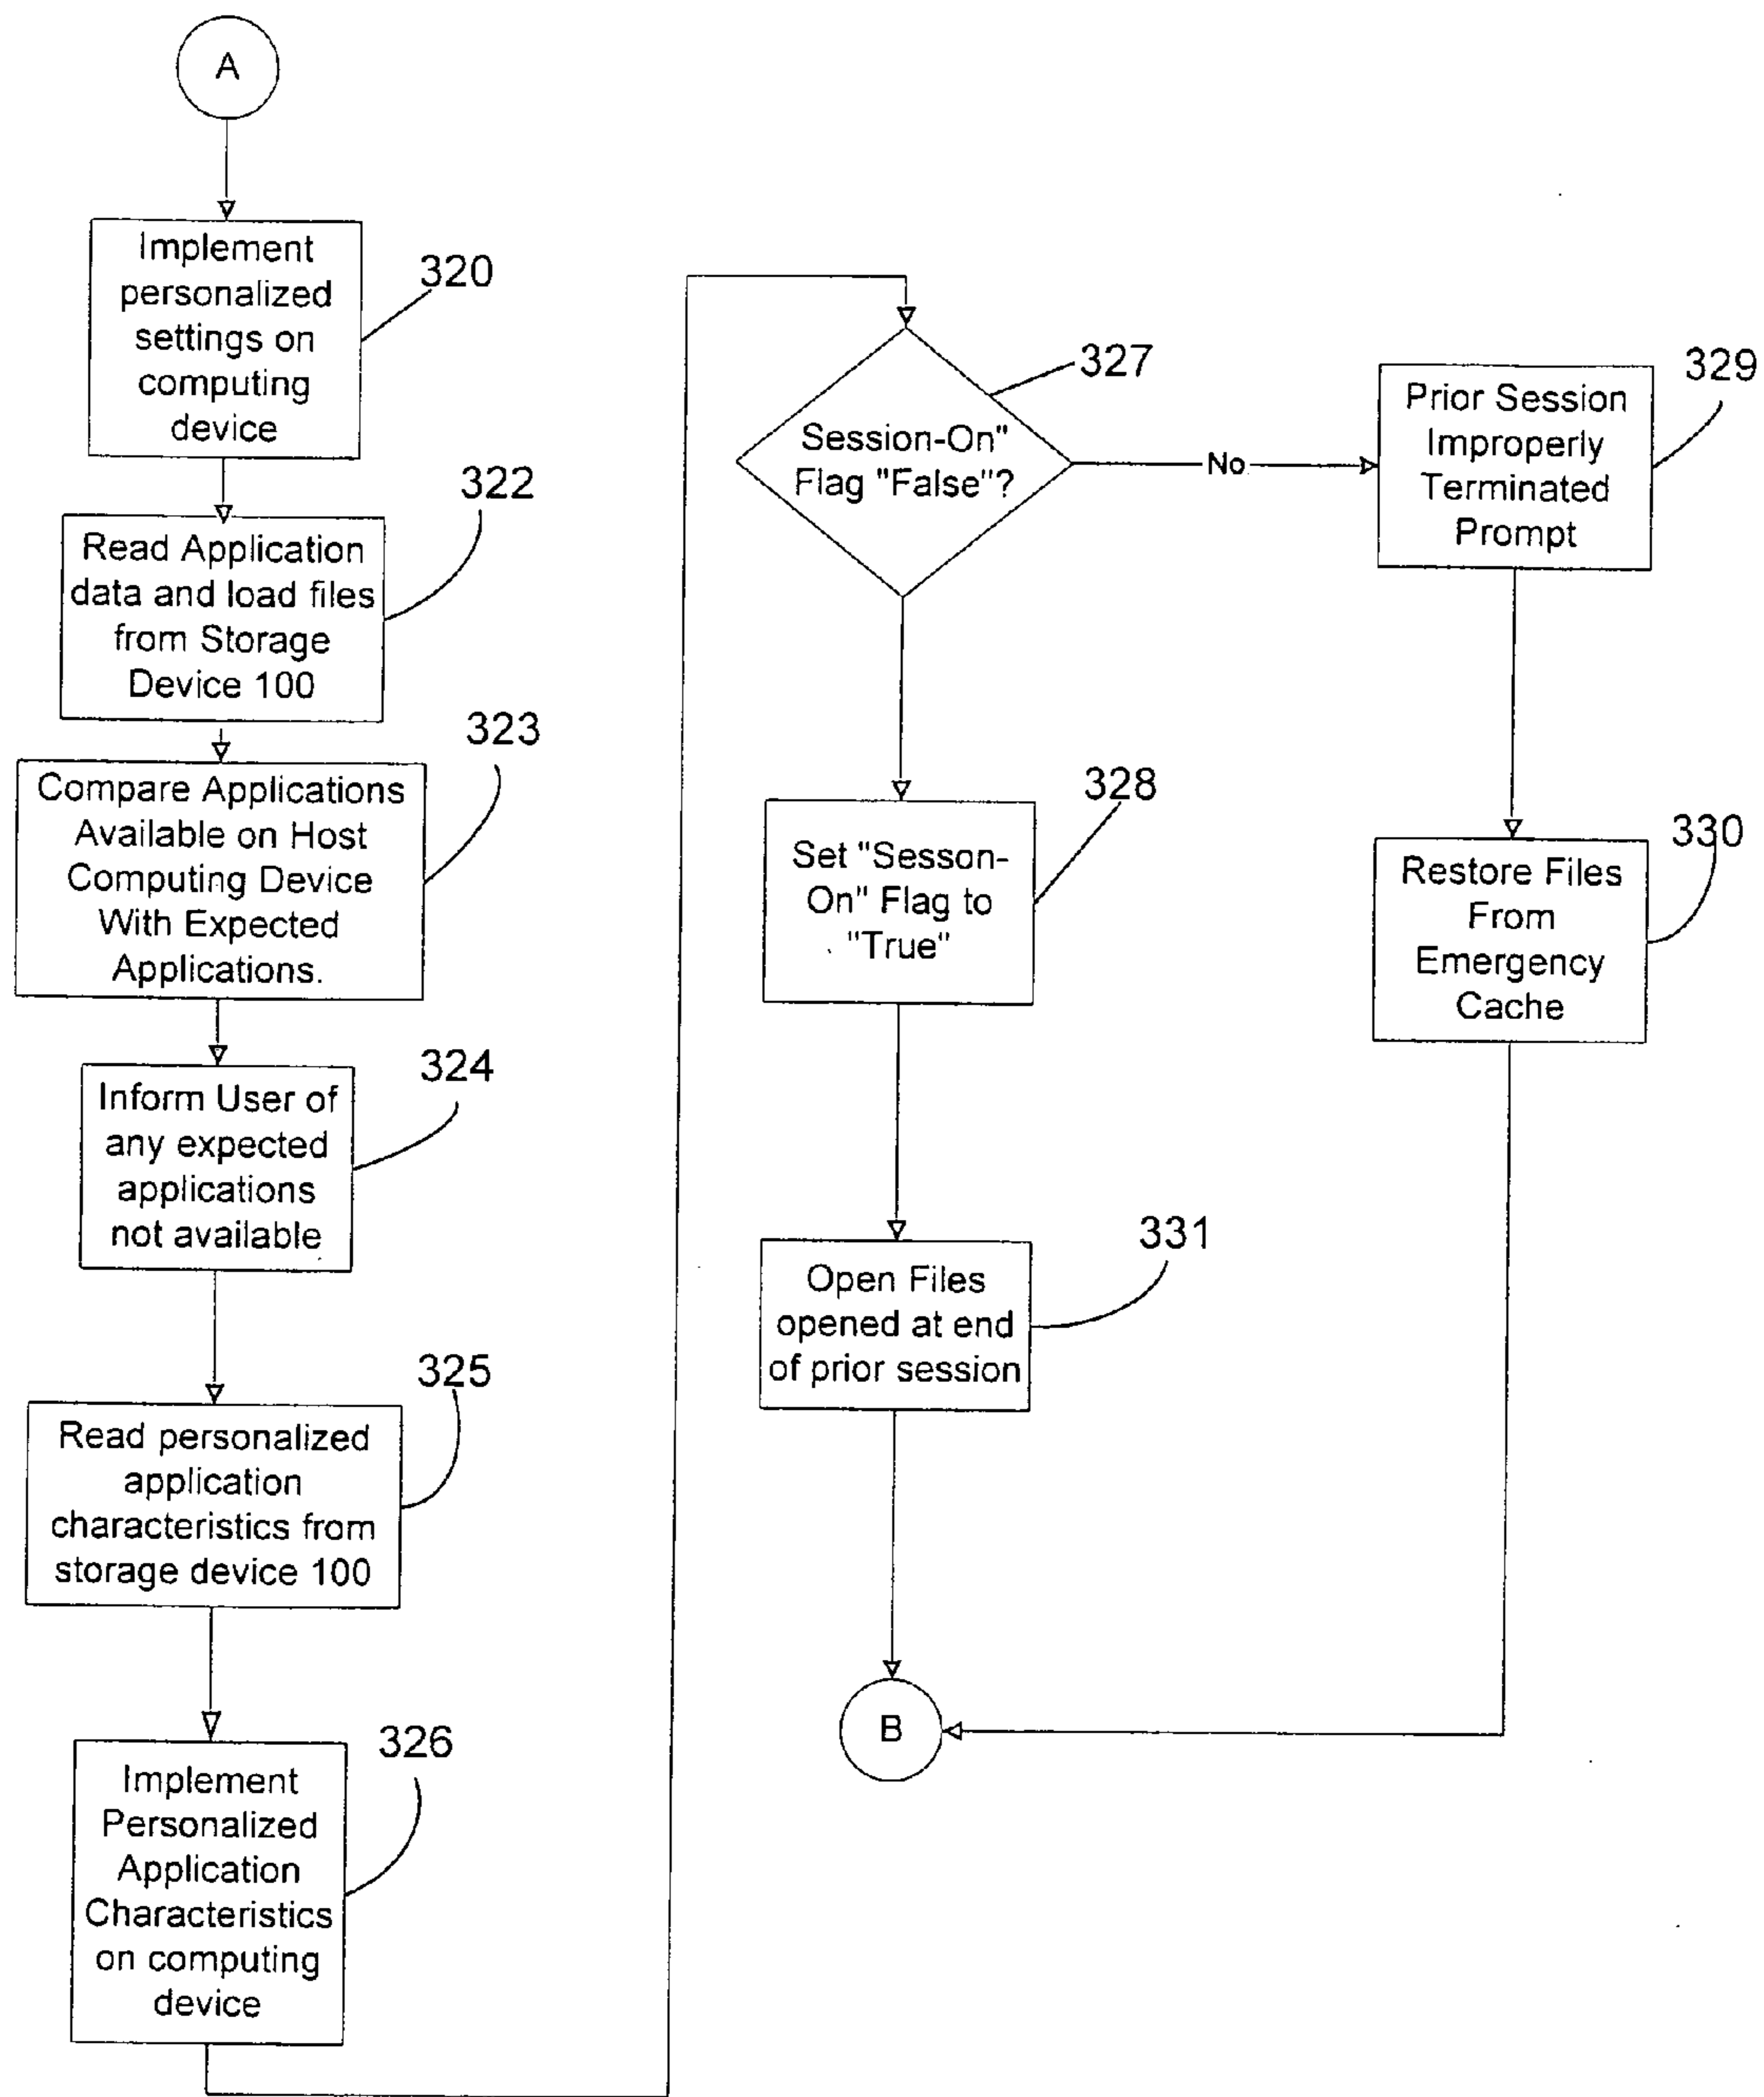 A
Implement
personalized
settings on
computing
device
320
Read Application
data and load files
from Storage
Device 100
322
Compare Applications
Available on Host
Computing Device
With Expected
Applications.
323
Inform User of
any expected
applications
not available
324
Read personalized
application
characteristics from
storage device 100
325
Implement
Personalized
Application
Characteristics
on computing
device
326
Session-On"
Flag "False"?
327
No
Set "Sesson-
On" Flag to
"True"
328
Open Files
opened at end
of prior session
331
B
Prior Session
Improperly
Terminated
Prompt
329
Restore Files
From
Emergency
Cache
330